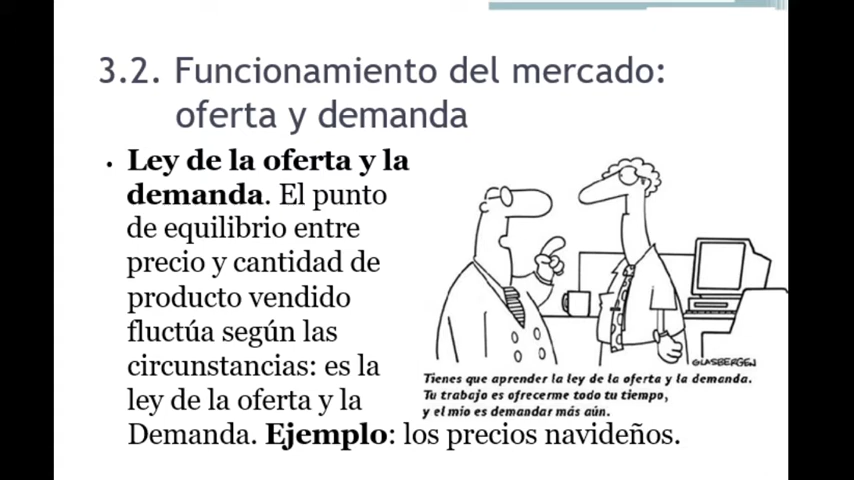 3.2. Funcionamiento del mercado:
oferta y demanda
• Ley de la oferta y la
demanda. El punto
de equilibrio entre
precio y cantidad de
producto vendido
fluctúa según las
circunstancias: es la
ley de la oferta y la
Demanda. Ejemplo: los precios navideños.
GLASBERGEN
Tienes que aprender la ley de la oferta y la demanda.
Tu trabajo es ofrecerme todo tu tiempo,
y el mio es demandar más aún.